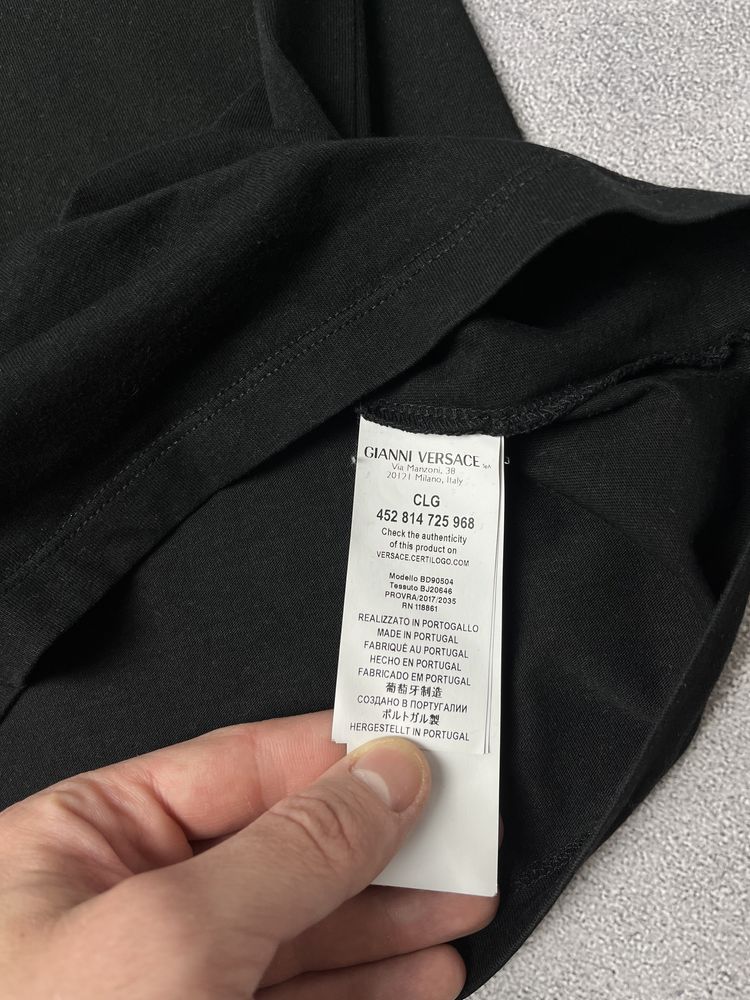 GIANNI VERSACE SpA
Via Manzoni, 38
20121 Milano, Italy
CLG
452 814 725 968
Check the authenticity
of this product on
VERSACE.CERTILOGO.COM
Modello BD90504
Tessuto BJ20646
PROVRA/2017/2035
RN 118861
REALIZZATO IN PORTOGALLO
MADE IN PORTUGAL
FABRIQUÉ AU PORTUGAL
HECHO EN PORTUGAL
FABRICADO EM PORTUGAL
葡萄牙制造
СОЗДАНО В ПОРТУГАЛИИ
ポルトガル製
HERGESTELLT IN PORTUGAL